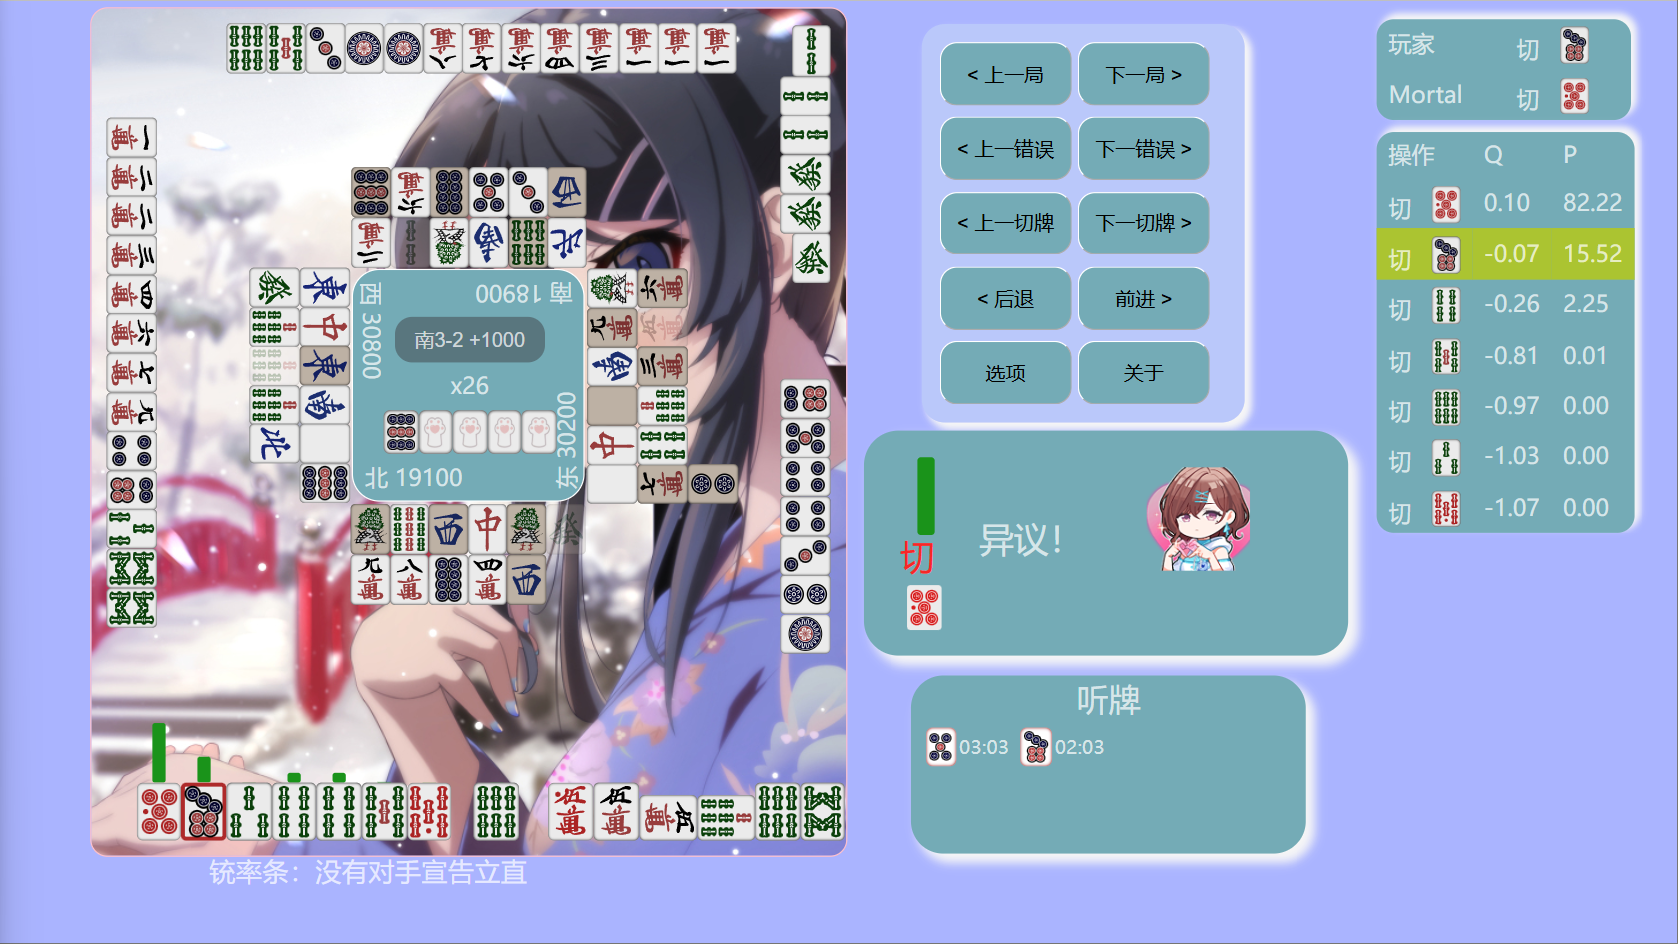 南 18900
西 30800
南3-2 +1000
x26
东 30200
北 19100
铳率条：没有对手宣告立直
< 上一局
下一局 >
< 上一错误
下一错误 >
< 上一切牌
下一切牌 >
< 后退
前进 >
选项
关于
异议！
切
听牌
03:03
02:03
玩家 切
Mortal 切
操作 Q P
切 0.10 82.22
切 -0.07 15.52
切 -0.26 2.25
切 -0.81 0.01
切 -0.97 0.00
切 -1.03 0.00
切 -1.07 0.00